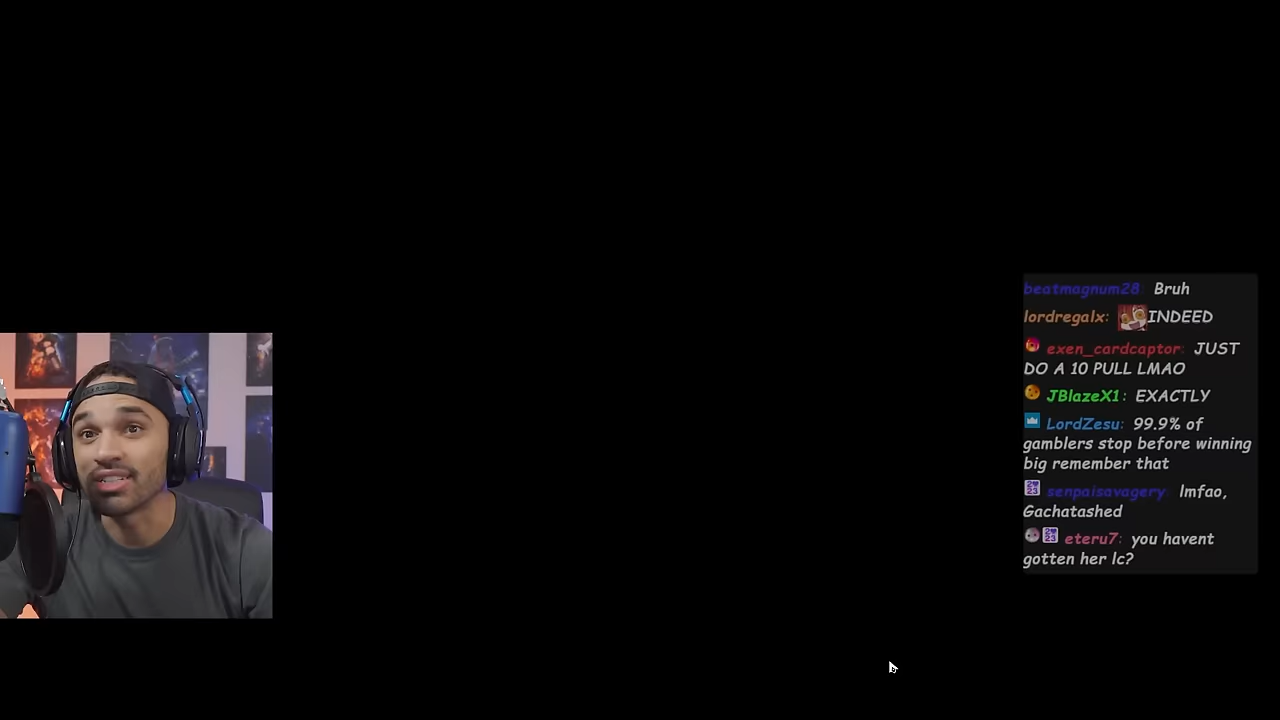 beatmagnum28: Bruh
lordregalx: INDEED
exen_cardcaptor: JUST
DO A 10 PULL LMAO
JBlazeX1: EXACTLY
LordZesu: 99.9% of
gamblers stop before winning
big remember that
senpaisavagery: lmfao,
Gachatashed
eteru7: you havent
gotten her lc?